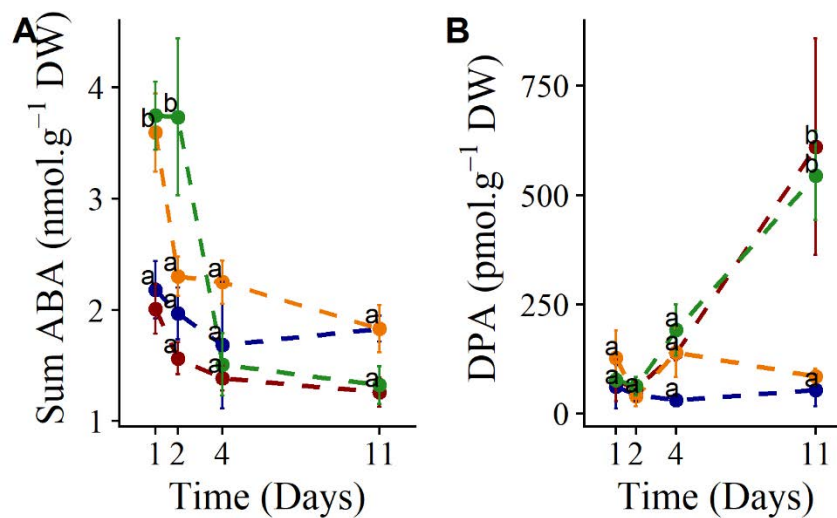 A
Sum ABA (nmol.g⁻¹ DW)
4
3
2
1
b
b
a
a
a
a
a
a
a
a
a
1 2 4 11
Time (Days)
B
DPA (pmol.g⁻¹ DW)
750
500
250
0
b
b
a
a
a
a
a
a
a
a
a
1 2 4 11
Time (Days)